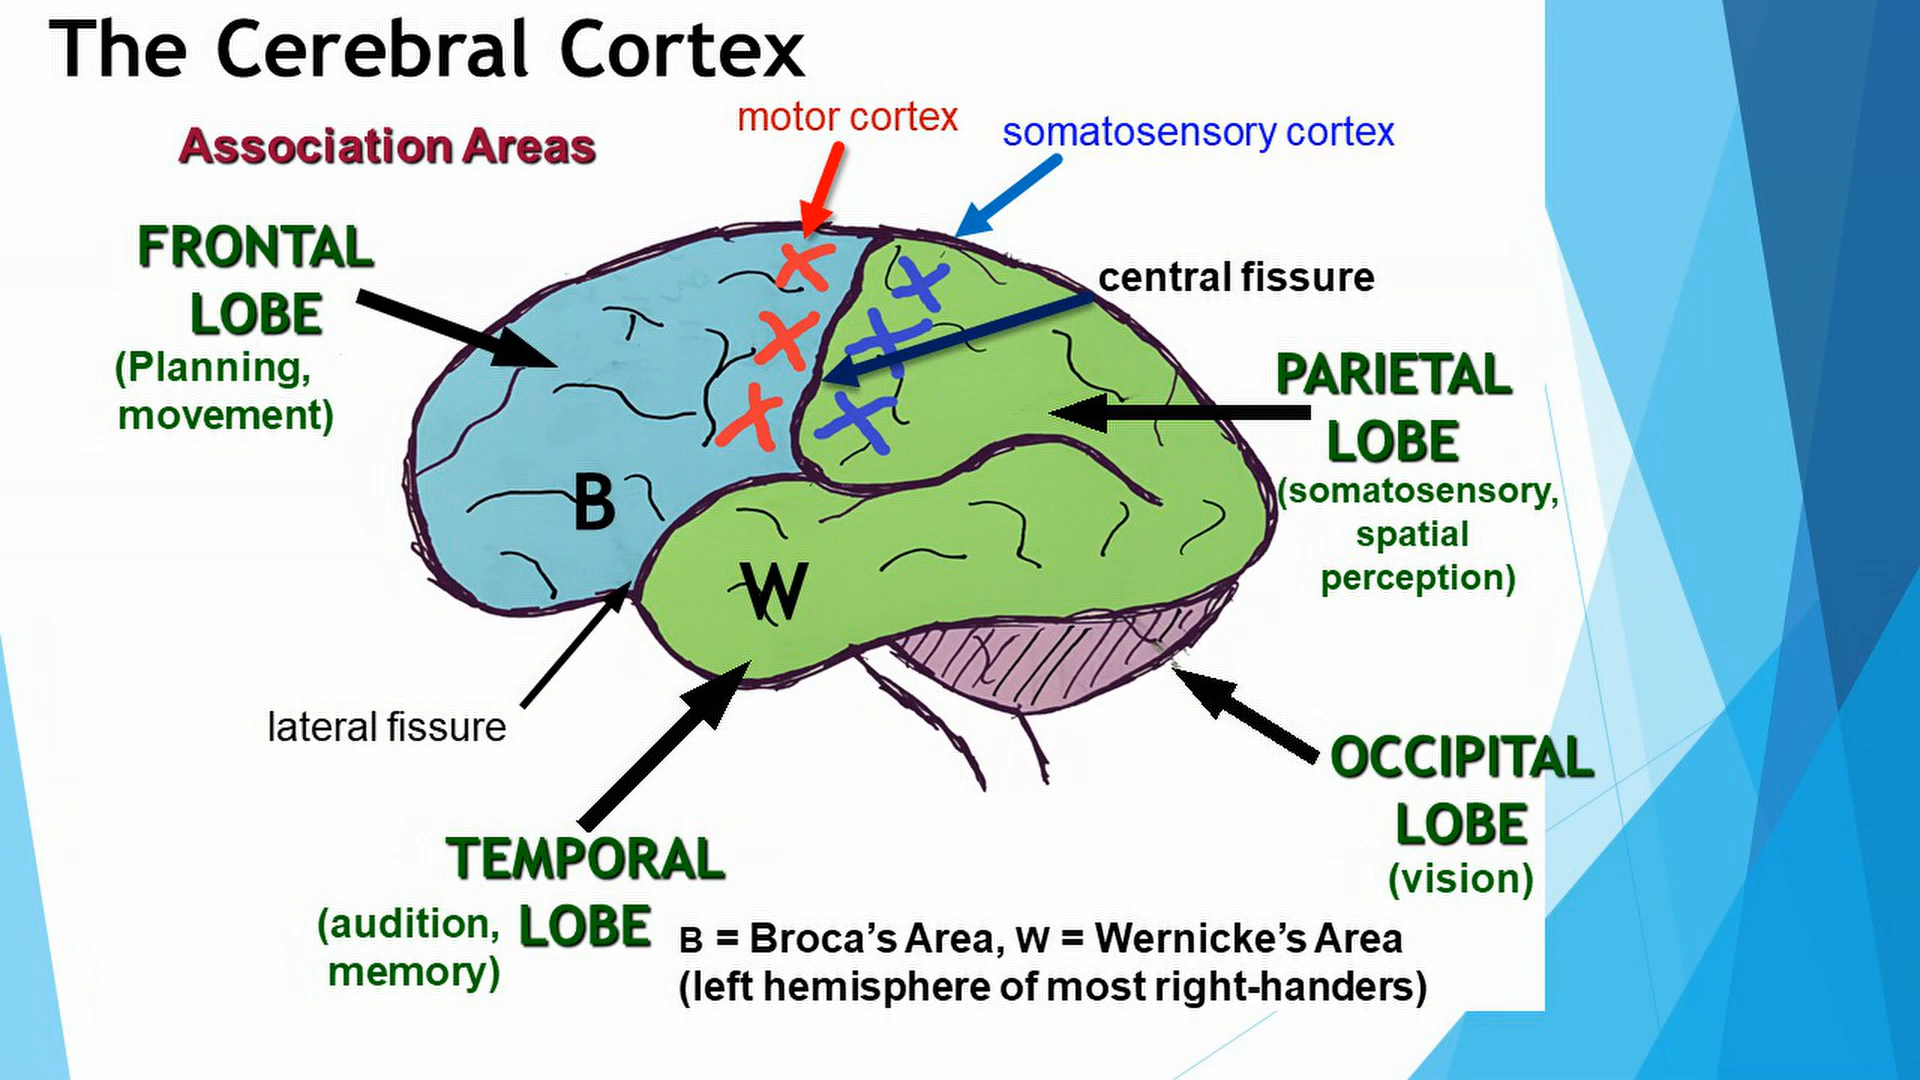 The Cerebral Cortex
Association Areas
motor cortex
somatosensory cortex
FRONTAL
LOBE
(Planning,
movement)
central fissure
PARIETAL
LOBE
(somatosensory,
spatial
perception)
B
W
lateral fissure
OCCIPITAL
LOBE
(vision)
TEMPORAL
LOBE
(audition,
memory)
B = Broca's Area, W = Wernicke's Area
(left hemisphere of most right-handers)